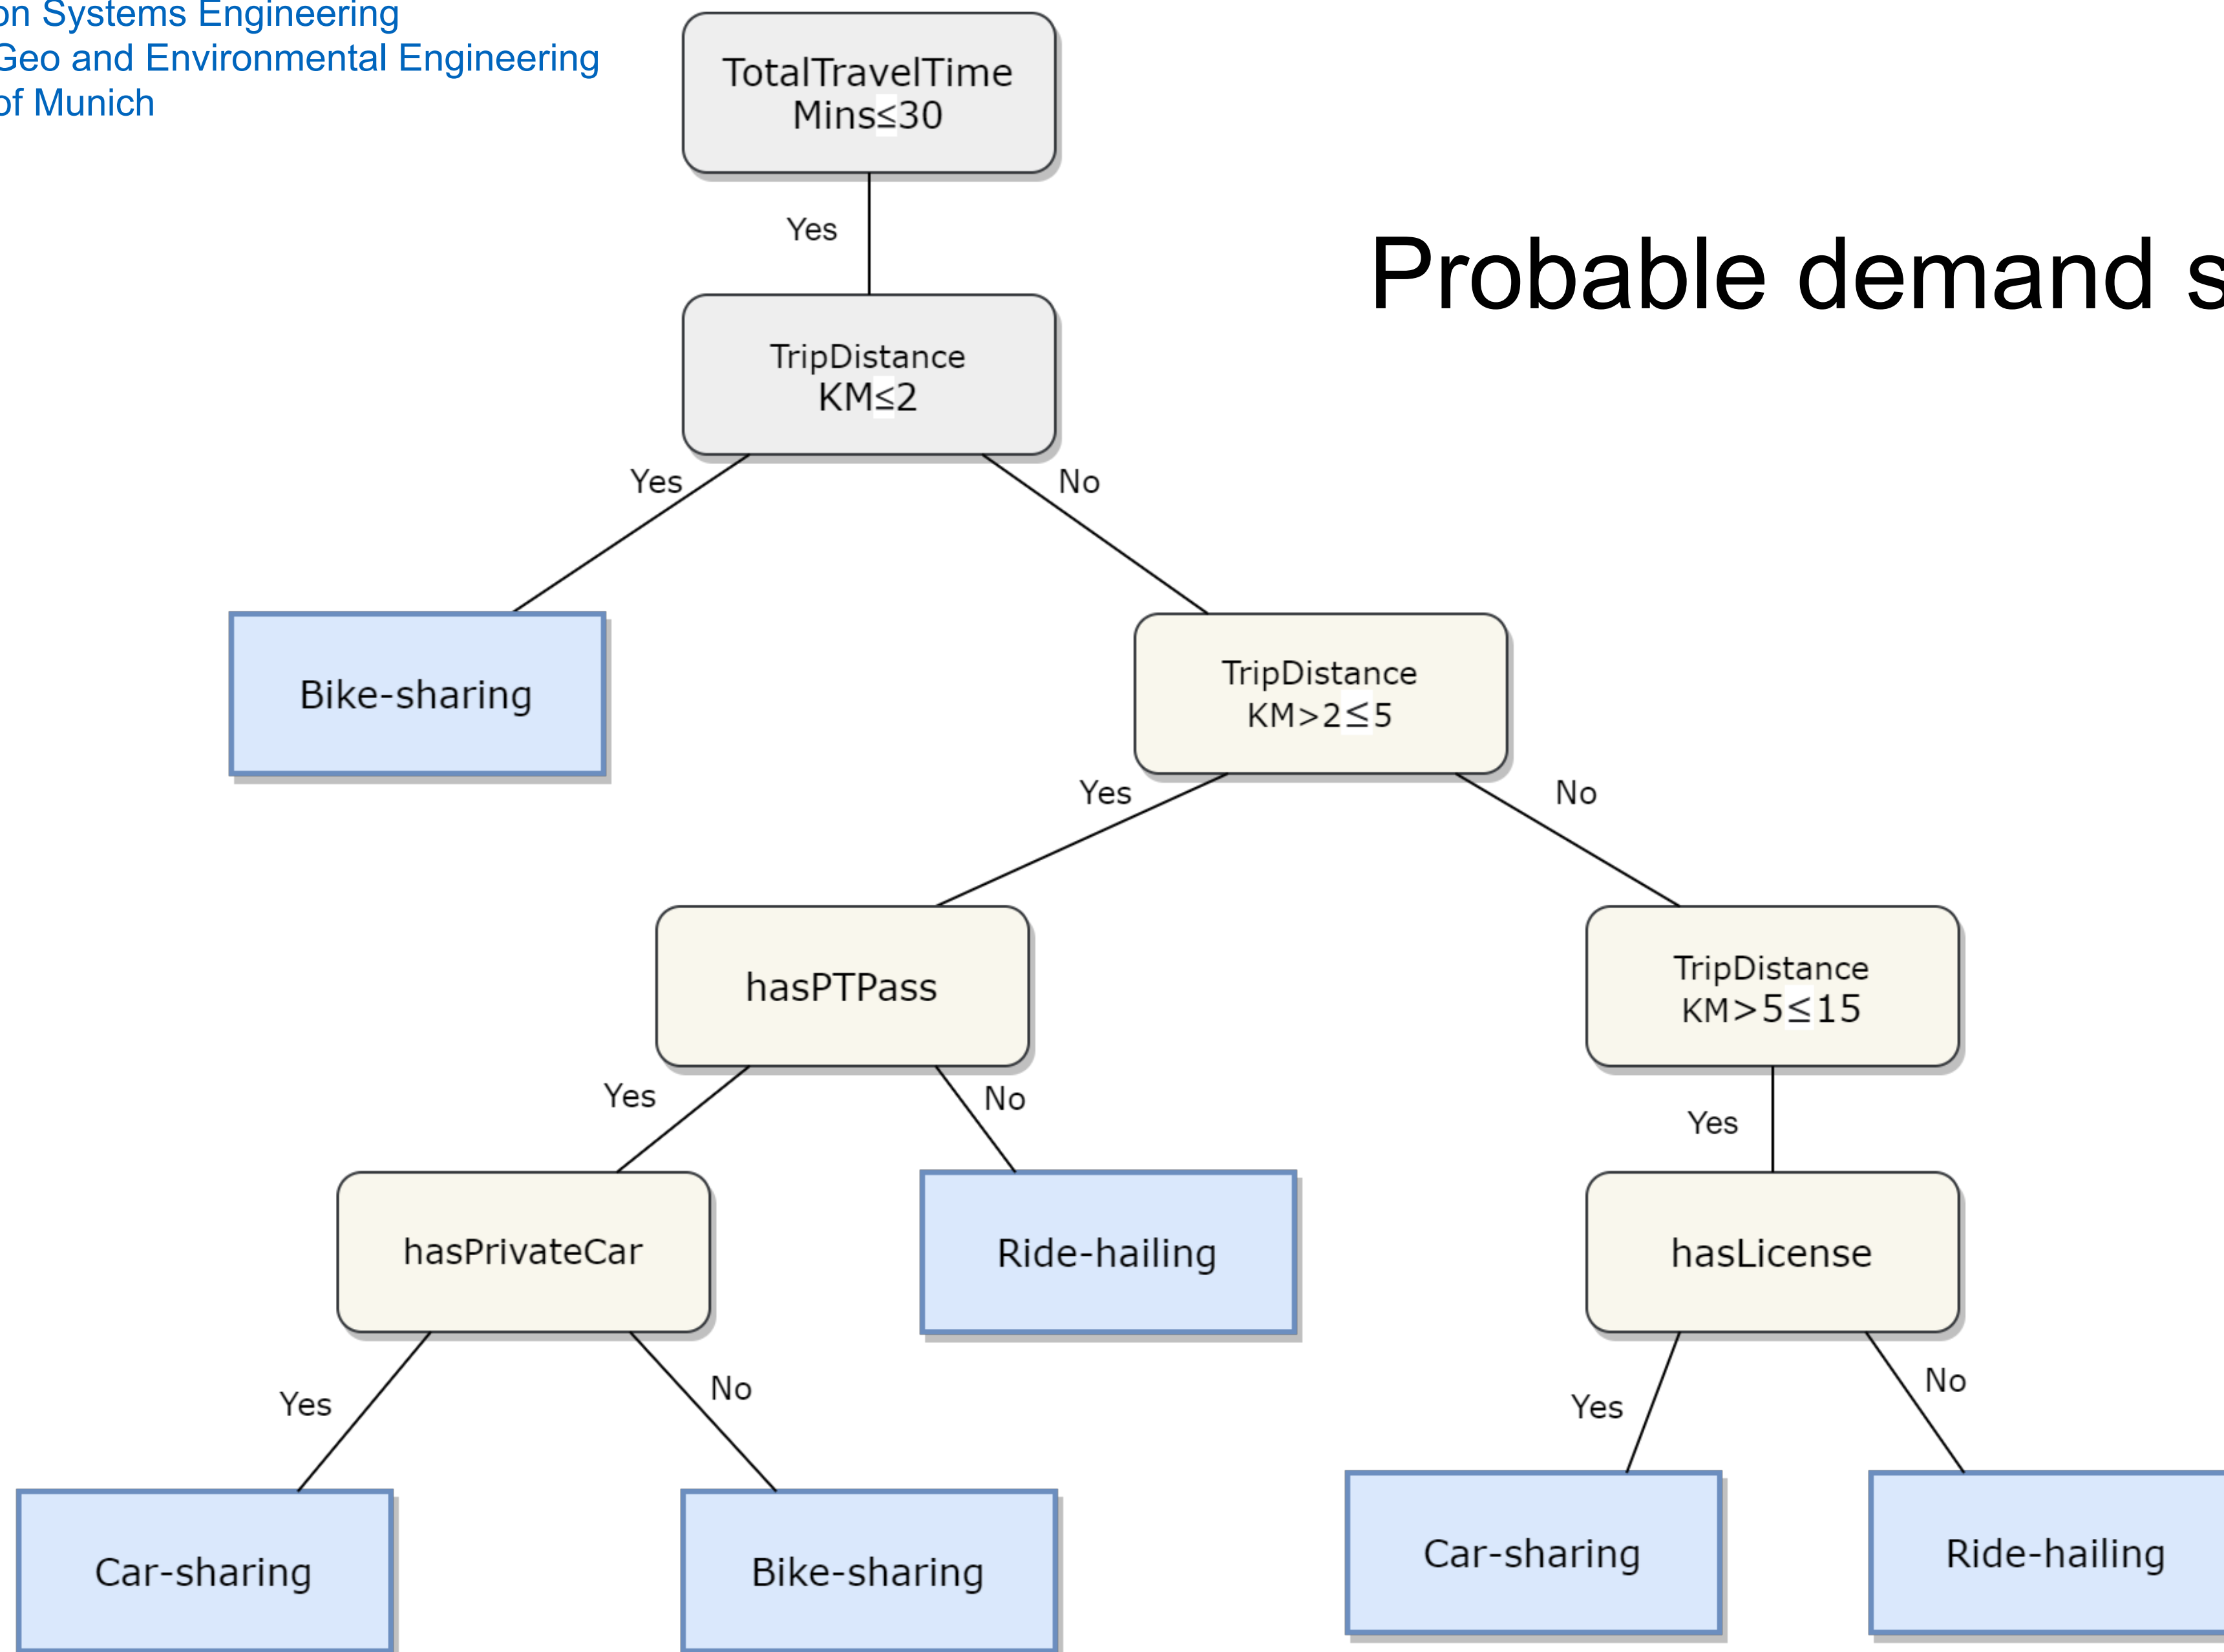 on Systems Engineering
Geo and Environmental Engineering
of Munich
TotalTravelTime
Mins≤30
Yes
Probable demand s
TripDistance
KM≤2
Yes
No
Bike-sharing
TripDistance
KM>2≤5
Yes
No
hasPTPass
TripDistance
KM>5≤15
Yes
No
Yes
hasPrivateCar
Ride-hailing
hasLicense
Yes
No
Yes
No
Car-sharing
Bike-sharing
Car-sharing
Ride-hailing